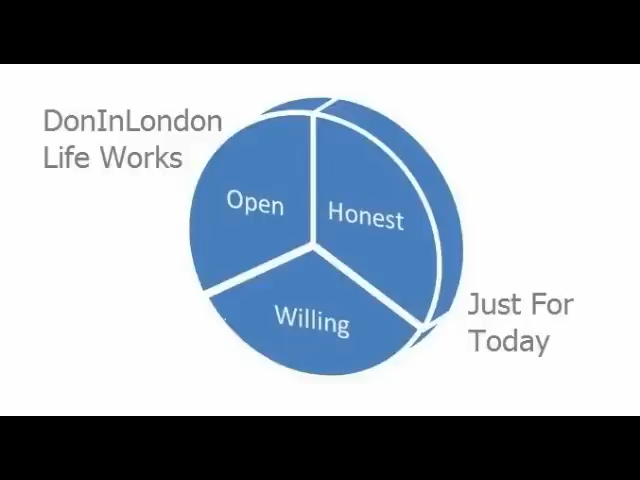 DonInLondon
Life Works
Open
Honest
Willing
Just For
Today